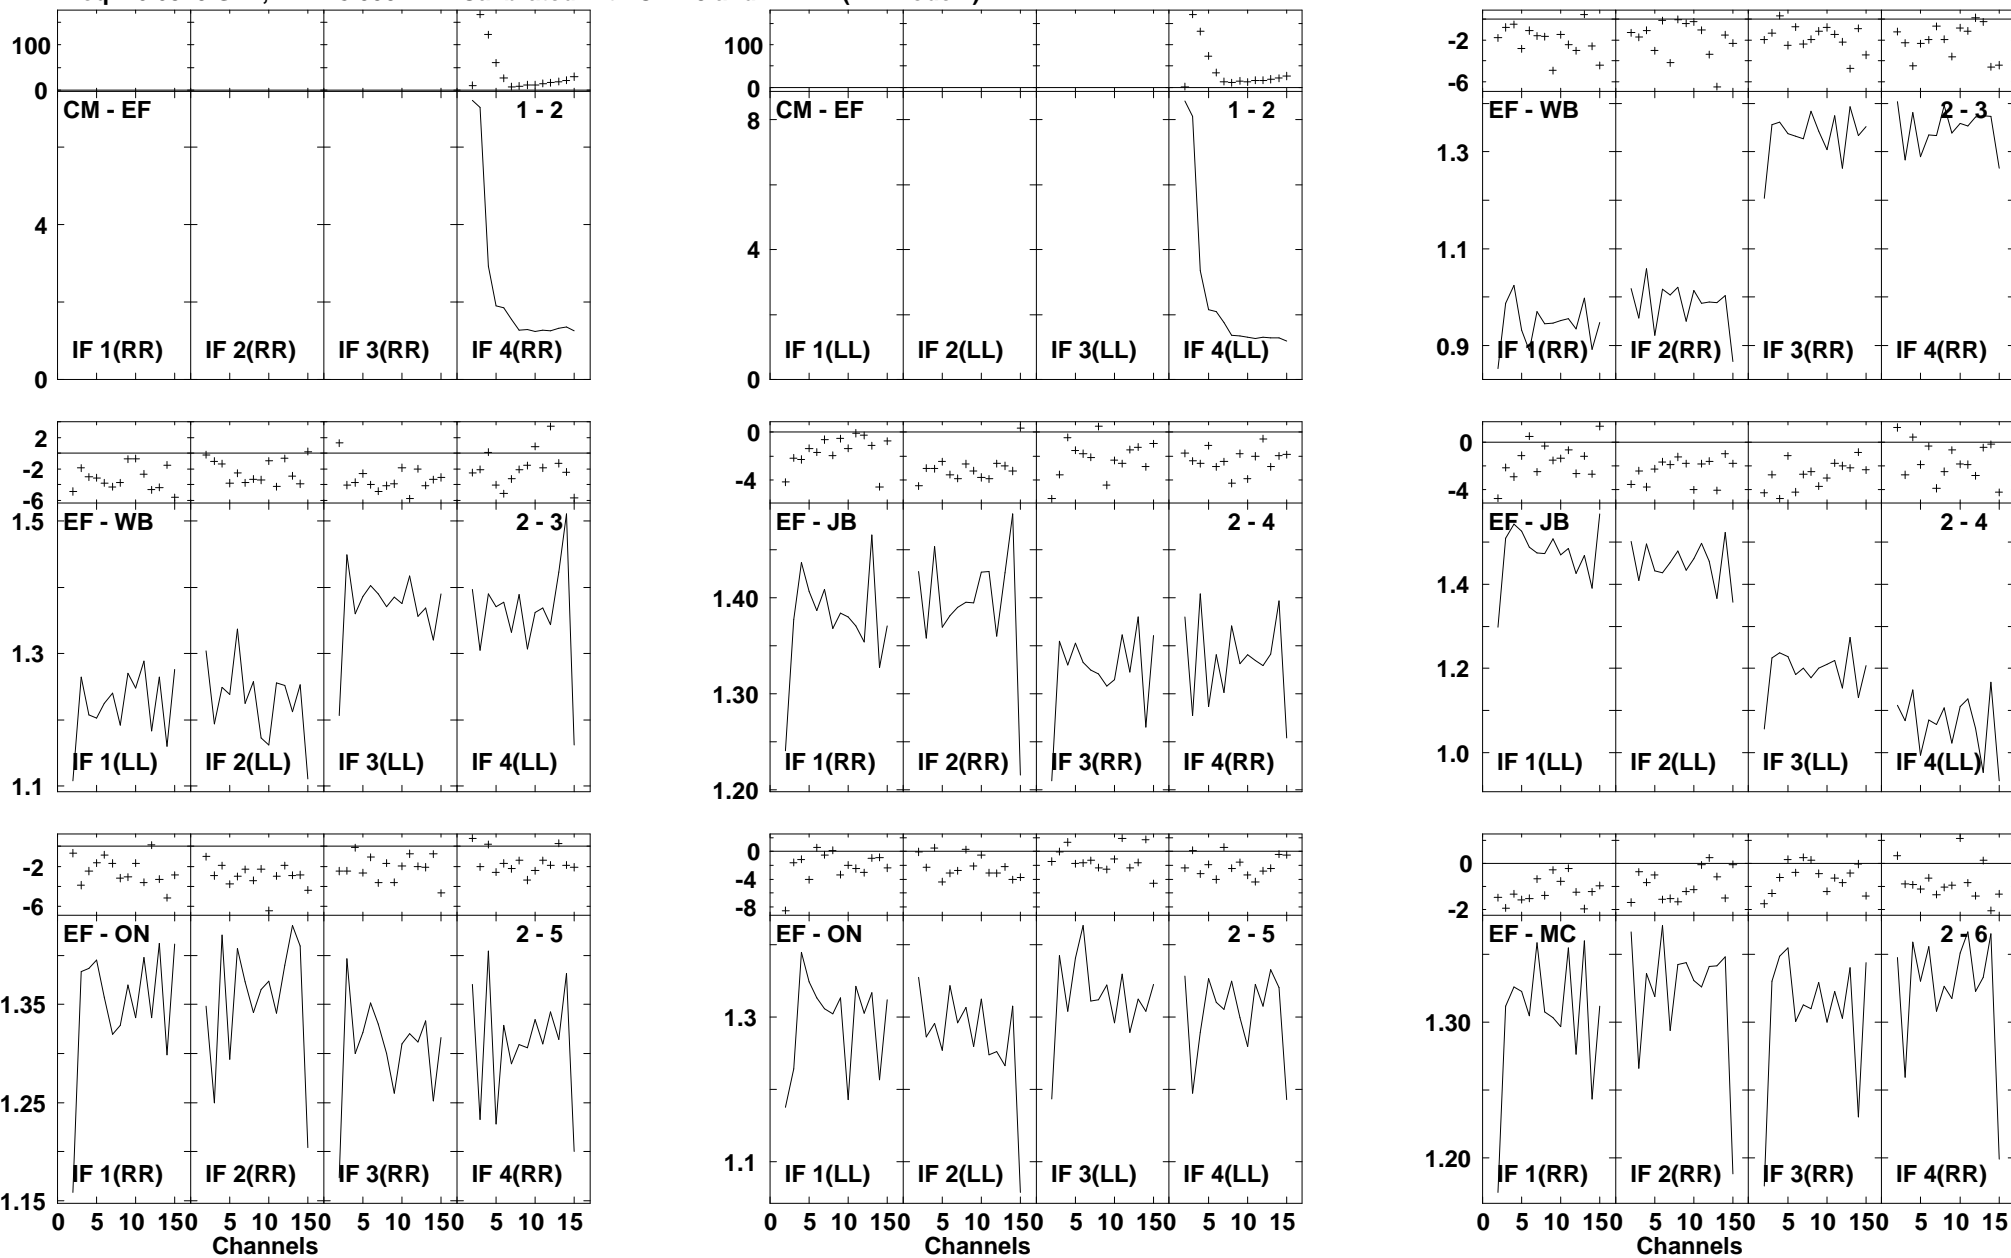 100
0
CM - EF
1 - 2
4
0
IF 1(RR)
IF 2(RR)
IF 3(RR)
IF 4(RR)
100
0
CM - EF
1 - 2
8
4
0
IF 1(LL)
IF 2(LL)
IF 3(LL)
IF 4(LL)
-2
-6
EF - WB
2 - 3
1.3
1.1
0.9
IF 1(RR)
IF 2(RR)
IF 3(RR)
IF 4(RR)
2
-2
-6
EF - WB
2 - 3
1.5
1.3
1.1
IF 1(LL)
IF 2(LL)
IF 3(LL)
IF 4(LL)
0
-4
EF - JB
2 - 4
1.40
1.30
1.20
IF 1(RR)
IF 2(RR)
IF 3(RR)
IF 4(RR)
0
-4
EF - JB
2 - 4
1.4
1.2
1.0
IF 1(LL)
IF 2(LL)
IF 3(LL)
IF 4(LL)
-2
-6
EF - ON
2 - 5
1.35
1.25
1.15
IF 1(RR)
IF 2(RR)
IF 3(RR)
IF 4(RR)
0 5 10 150 5 10 150 5 10 150 5 10 15
Channels
0
-4
-8
EF - ON
2 - 5
1.3
1.1
IF 1(LL)
IF 2(LL)
IF 3(LL)
IF 4(LL)
0 5 10 150 5 10 150 5 10 150 5 10 15
Channels
0
-2
EF - MC
2 - 6
1.30
1.20
IF 1(RR)
IF 2(RR)
IF 3(RR)
IF 4(RR)
0 5 10 150 5 10 150 5 10 150 5 10 15
Channels